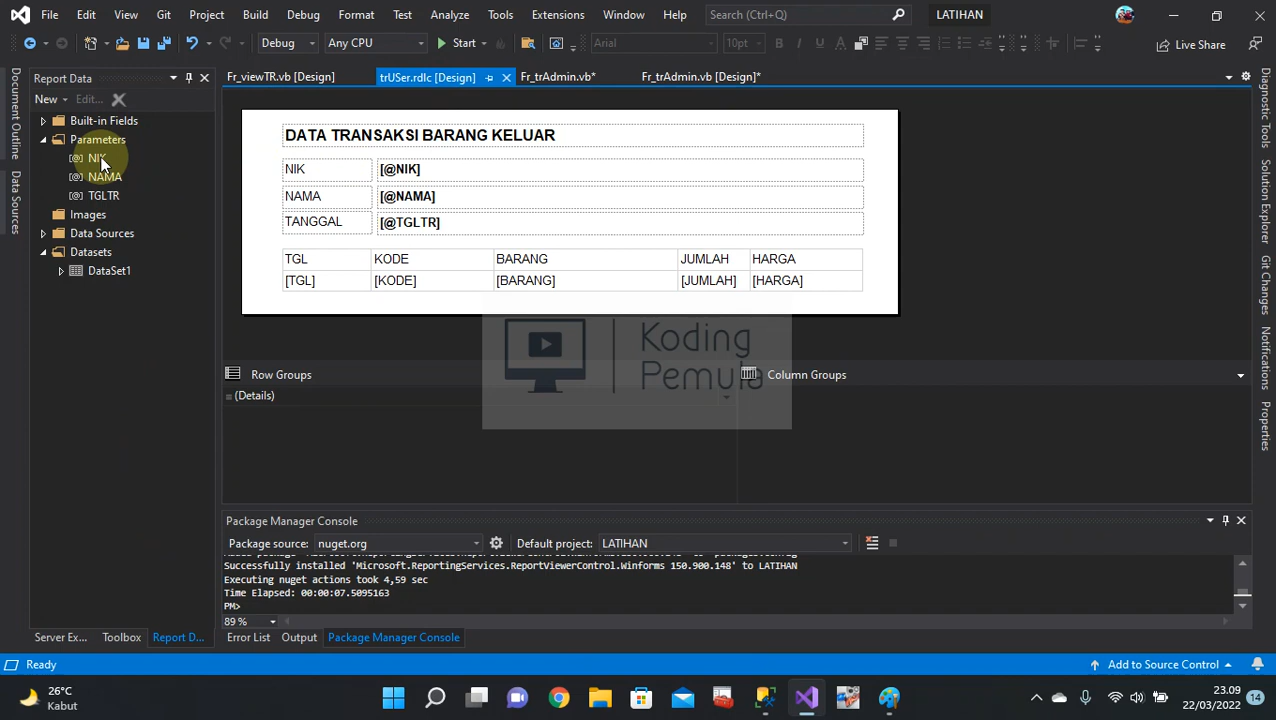 File Edit View Git Project Build Debug Format Test Analyze Tools Extensions Window Help Search (Ctrl+Q) LATIHAN
Debug Any CPU Start Arial 10pt B I U A Live Share
Document Outline
Data Sources
Report Data
New Edit...
Built-in Fields
Parameters
NIK
NAMA
TGLTR
Images
Data Sources
Datasets
DataSet1
Server Ex... Toolbox Report D...
Fr_viewTR.vb [Design] trUSer.rdlc [Design] Fr_trAdmin.vb* Fr_trAdmin.vb [Design]*
DATA TRANSAKSI BARANG KELUAR
NIK [@NIK]
NAMA [@NAMA]
TANGGAL [@TGLTR]
TGL KODE BARANG JUMLAH HARGA
[TGL] [KODE] [BARANG] [JUMLAH] [HARGA]
Koding
Pemula
Row Groups Column Groups
(Details)
Package Manager Console
Package source: nuget.org Default project: LATIHAN
Successfully installed 'Microsoft.ReportingServices.ReportViewerControl.Winforms 150.900.148' to LATIHAN
Executing nuget actions took 4,59 sec
Time Elapsed: 00:00:07.5095163
PM>
89 %
Error List Output Package Manager Console
Diagnostic Tools
Solution Explorer
Git Changes
Notifications
Properties
Ready Add to Source Control
26°C
Kabut
23.09
22/03/2022
14